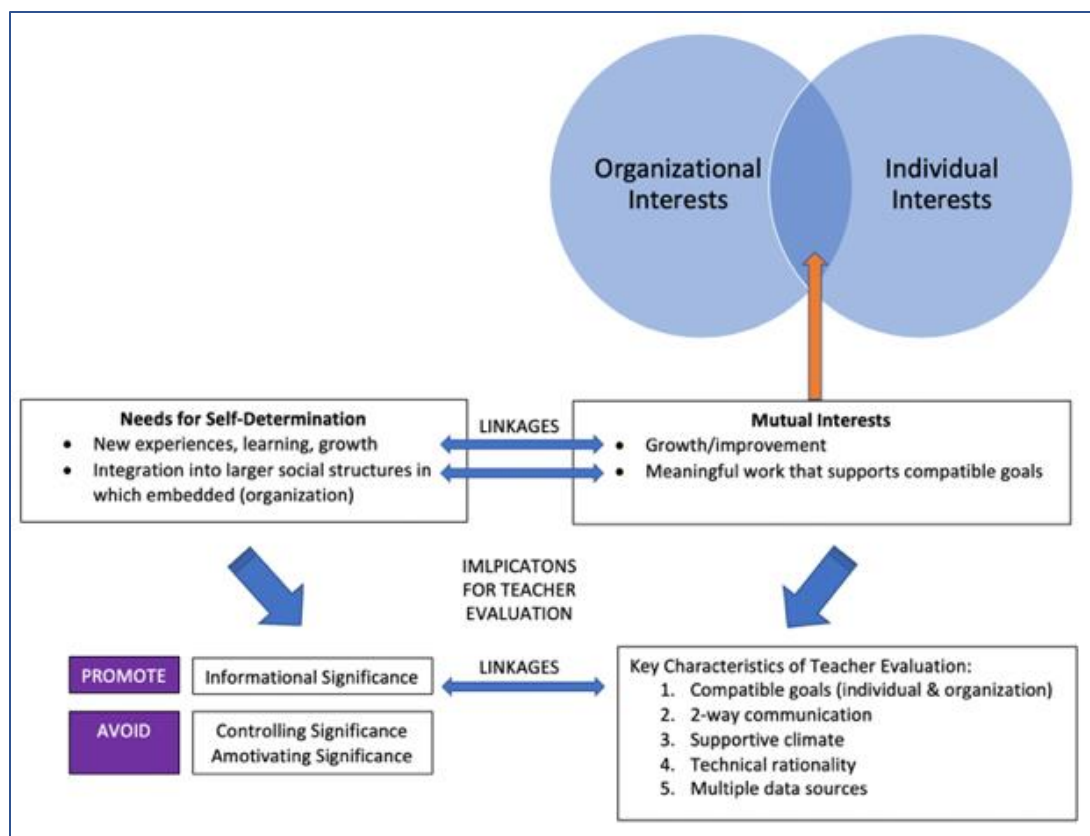 Organizational
Interests
Individual
Interests
Needs for Self-Determination
• New experiences, learning, growth
• Integration into larger social structures in
which embedded (organization)
LINKAGES
Mutual Interests
• Growth/improvement
• Meaningful work that supports compatible goals
IMLPICATONS
FOR TEACHER
EVALUATION
PROMOTE
Informational Significance
AVOID
Controlling Significance
Amotivating Significance
LINKAGES
Key Characteristics of Teacher Evaluation:
1. Compatible goals (individual & organization)
2. 2-way communication
3. Supportive climate
4. Technical rationality
5. Multiple data sources